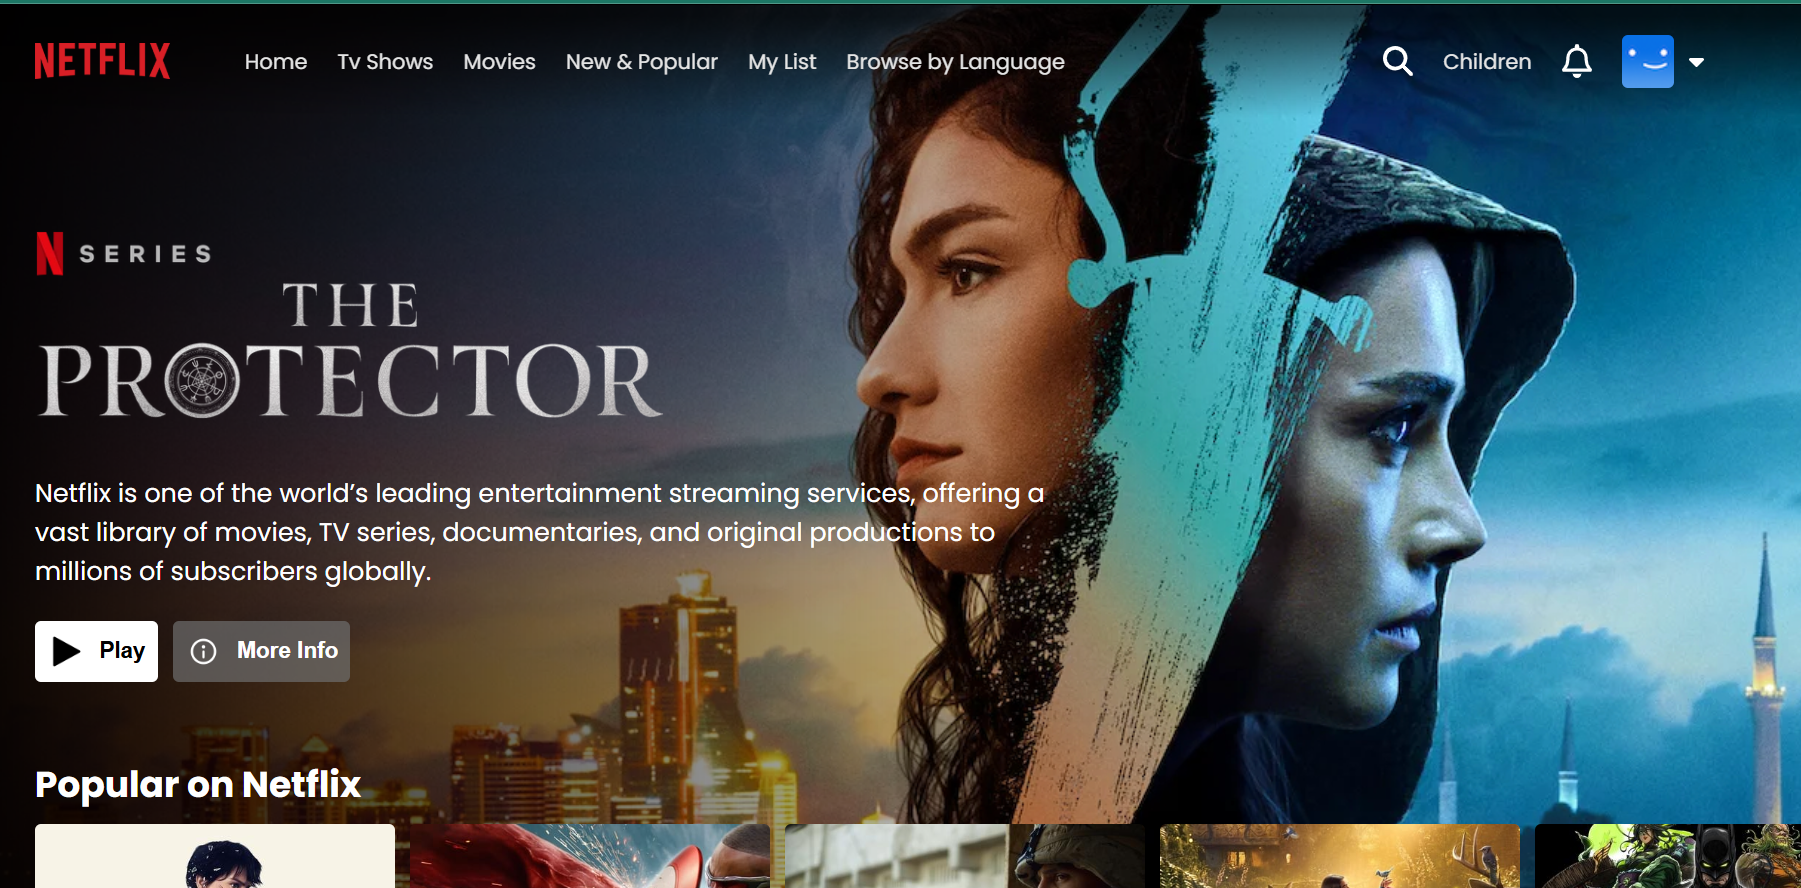 NETFLIX
Home
Tv Shows
Movies
New & Popular
My List
Browse by Language
Children
N SERIES
THE
PROTECTOR
Netflix is one of the world’s leading entertainment streaming services, offering a
vast library of movies, TV series, documentaries, and original productions to
millions of subscribers globally.
Play
More Info
Popular on Netflix